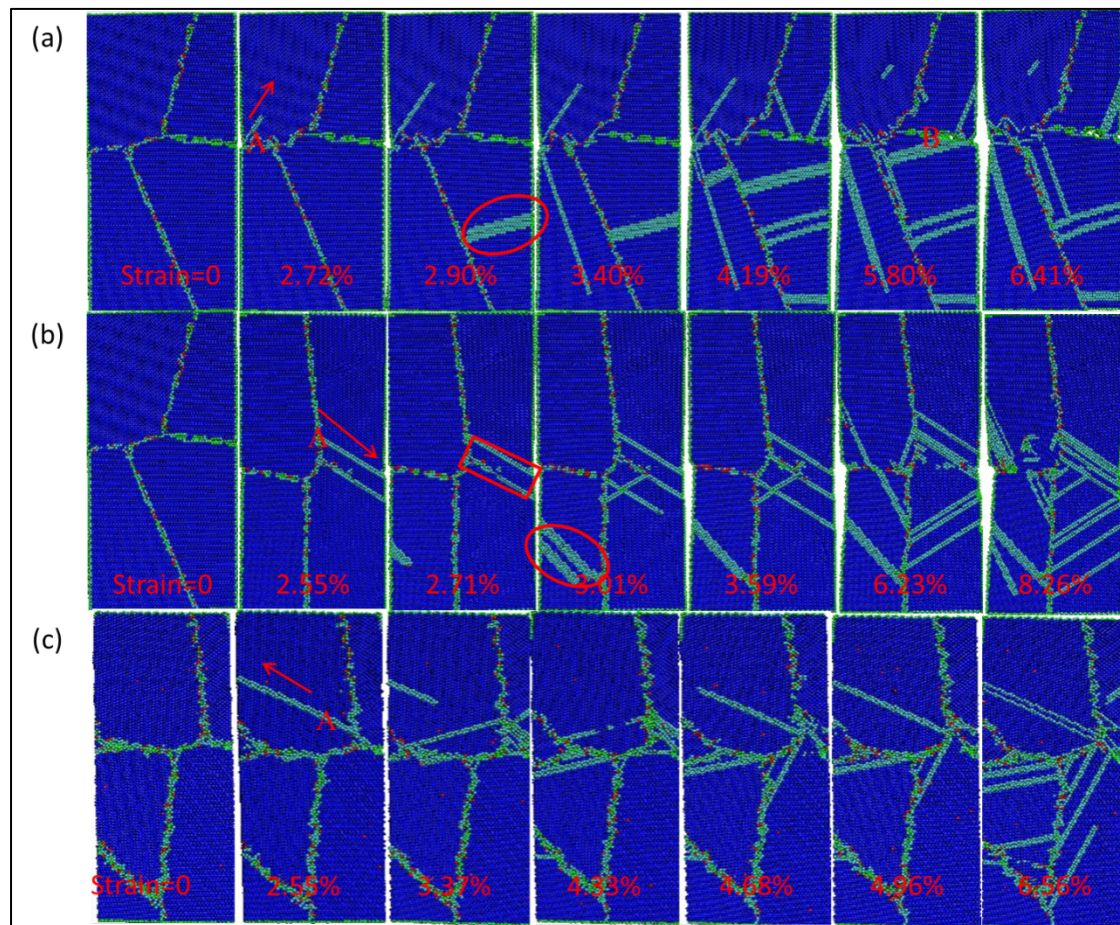 (a)
A
B
Strain=0 2.72% 2.90% 3.40% 4.19% 5.80% 6.41%
(b)
A
Strain=0 2.55% 2.71% 3.01% 3.59% 6.23% 8.26%
(c)
A
Strain=0 2.55% 3.37% 4.33% 4.68% 4.96% 6.56%